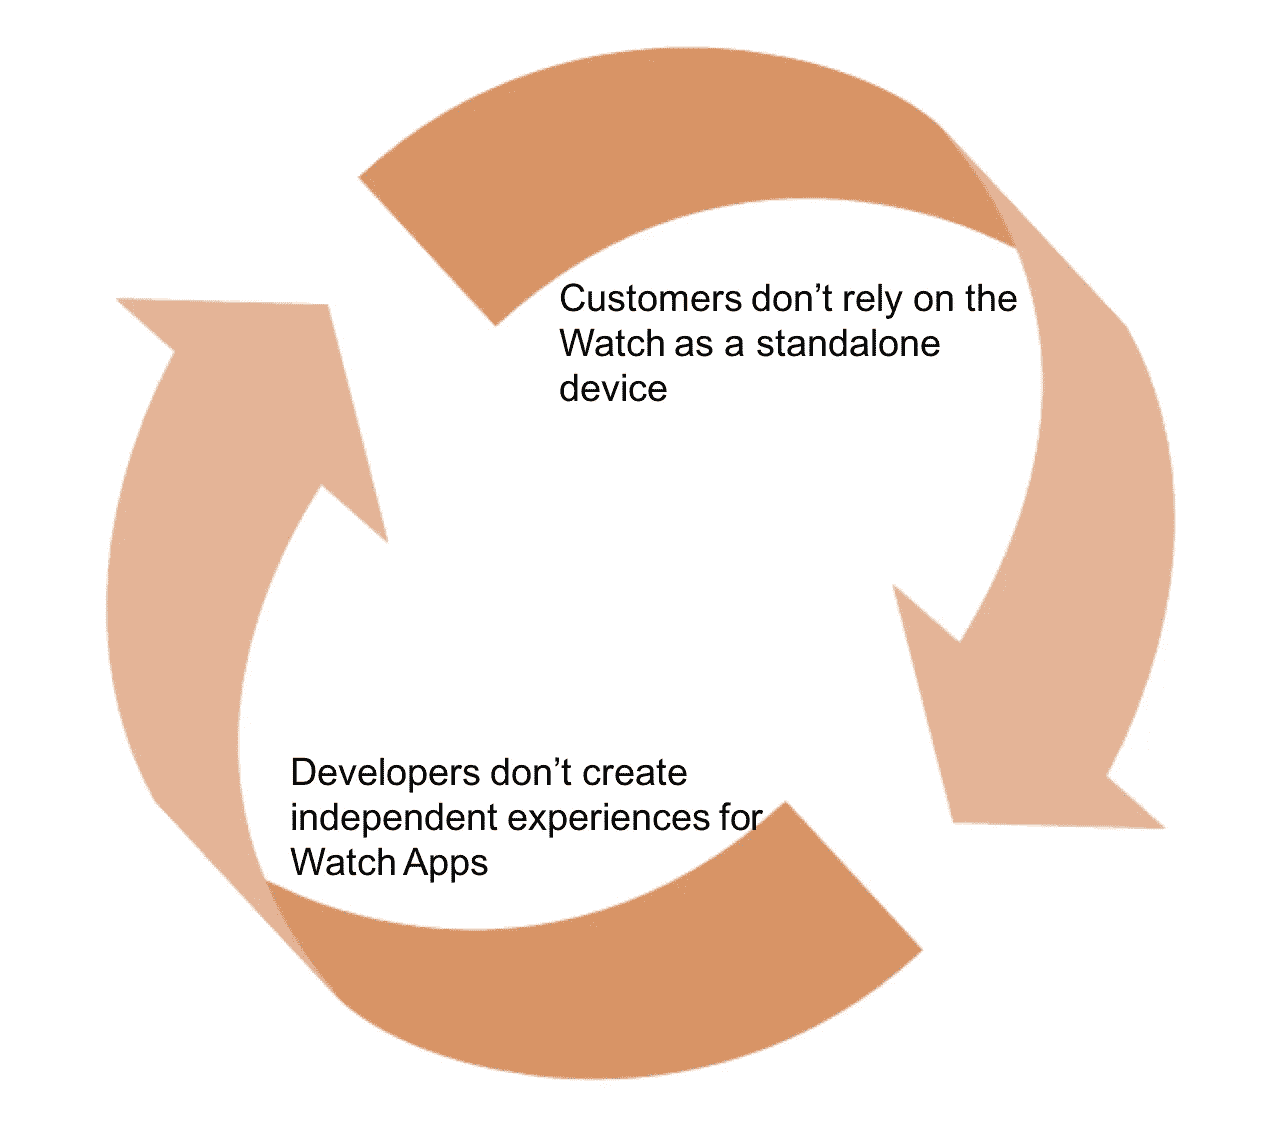 Customers don’t rely on the
Watch as a standalone
device
Developers don’t create
independent experiences for
Watch Apps